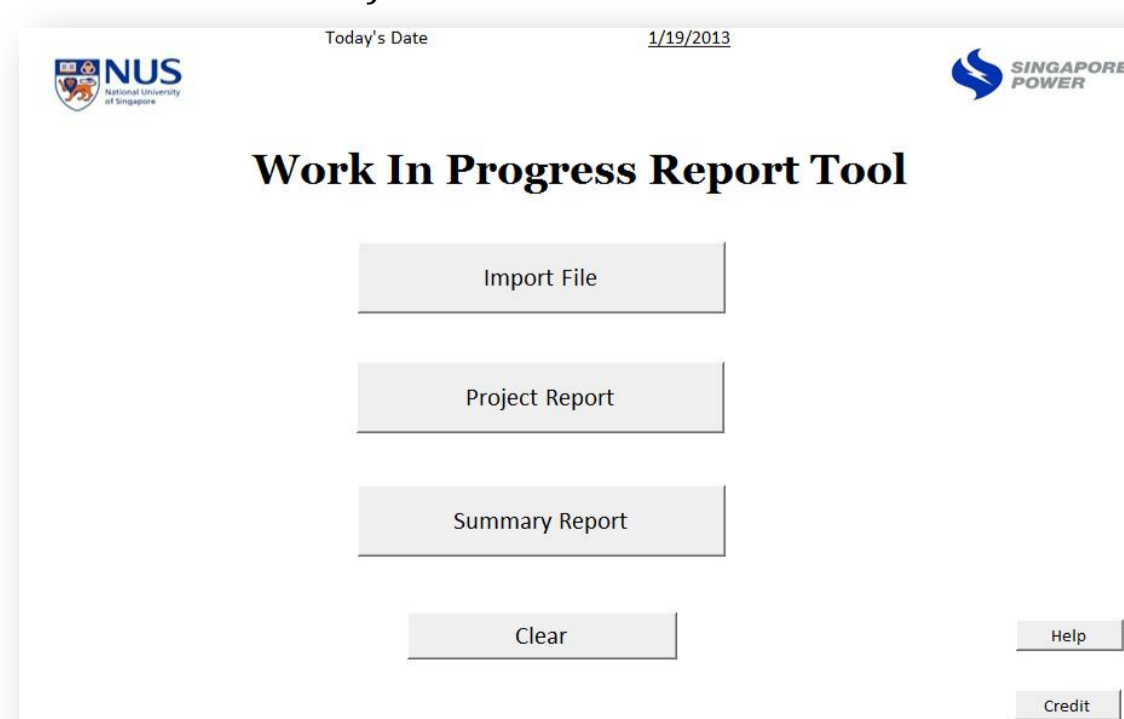 Today's Date 1/19/2013
NUS
National University
of Singapore
SINGAPORE
POWER
Work In Progress Report Tool
Import File
Project Report
Summary Report
Clear
Help
Credit